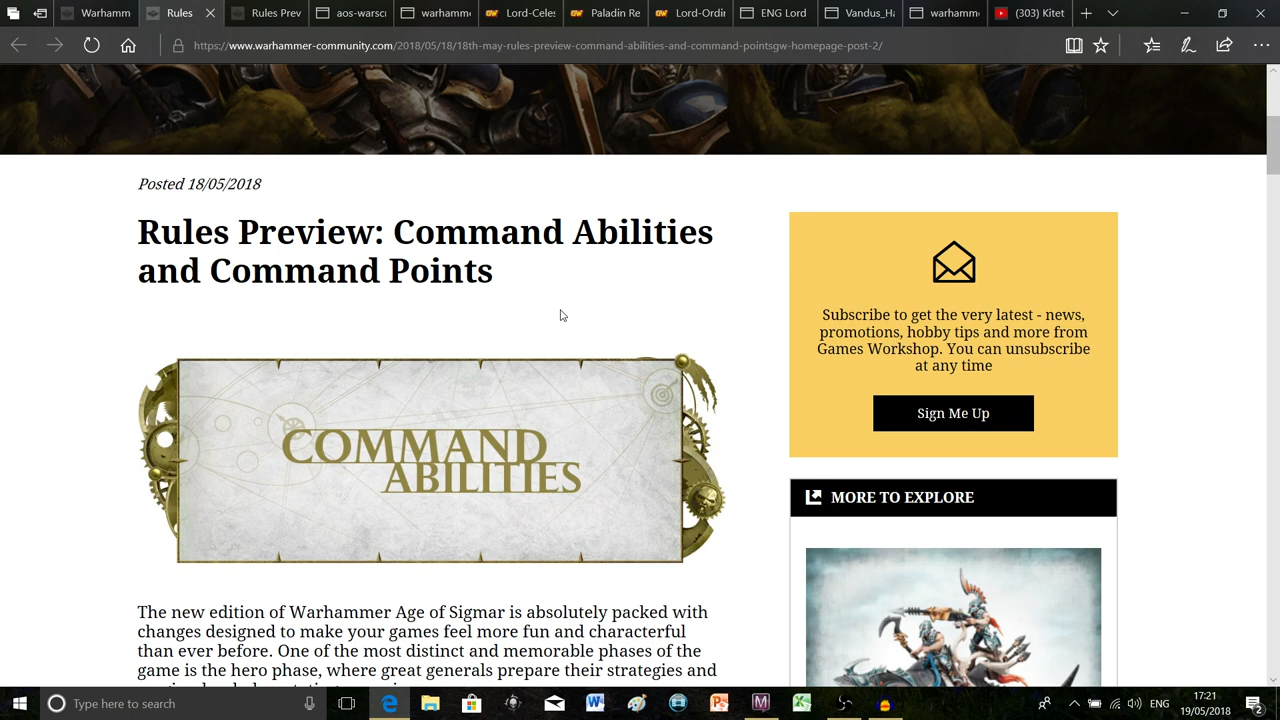 Warhamm
Rules
Rules Prev
aos-warscr
warhamme
Lord-Celes
Paladin Re
Lord-Ordin
ENG Lord
Vandus_Ha
warhamme
(303) Kitet
https://www.warhammer-community.com/2018/05/18/18th-may-rules-preview-command-abilities-and-command-pointsgw-homepage-post-2/
Posted 18/05/2018
Rules Preview: Command Abilities
and Command Points
COMMAND
ABILITIES
The new edition of Warhammer Age of Sigmar is absolutely packed with
changes designed to make your games feel more fun and characterful
than ever before. One of the most distinct and memorable phases of the
game is the hero phase, where great generals prepare their strategies and
Subscribe to get the very latest - news,
promotions, hobby tips and more from
Games Workshop. You can unsubscribe
at any time
Sign Me Up
MORE TO EXPLORE
Type here to search
ENG
17:21
19/05/2018
2